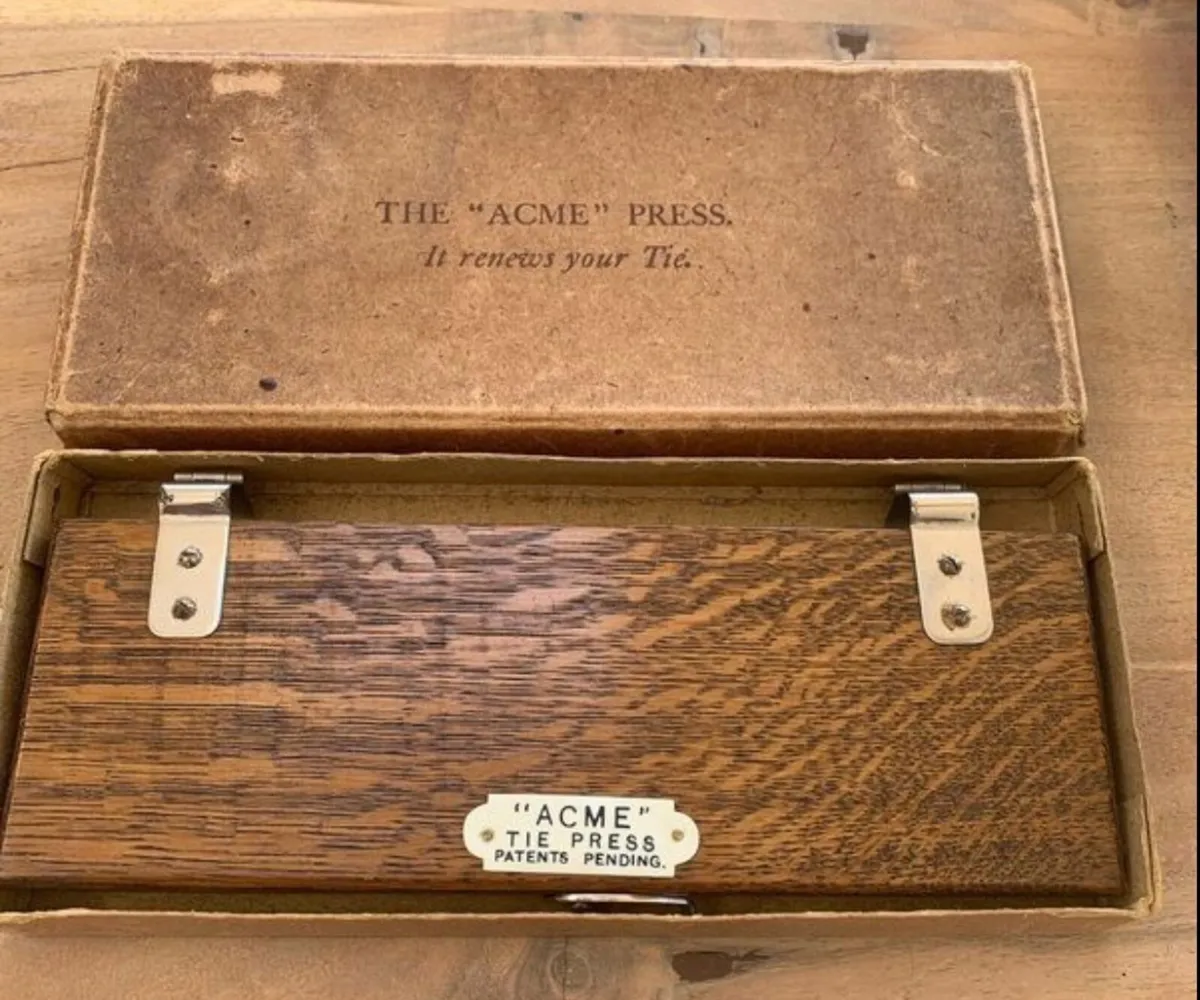 THE “ACME” PRESS.
It renews your Tie.
“ACME”
TIE PRESS
PATENTS PENDING.